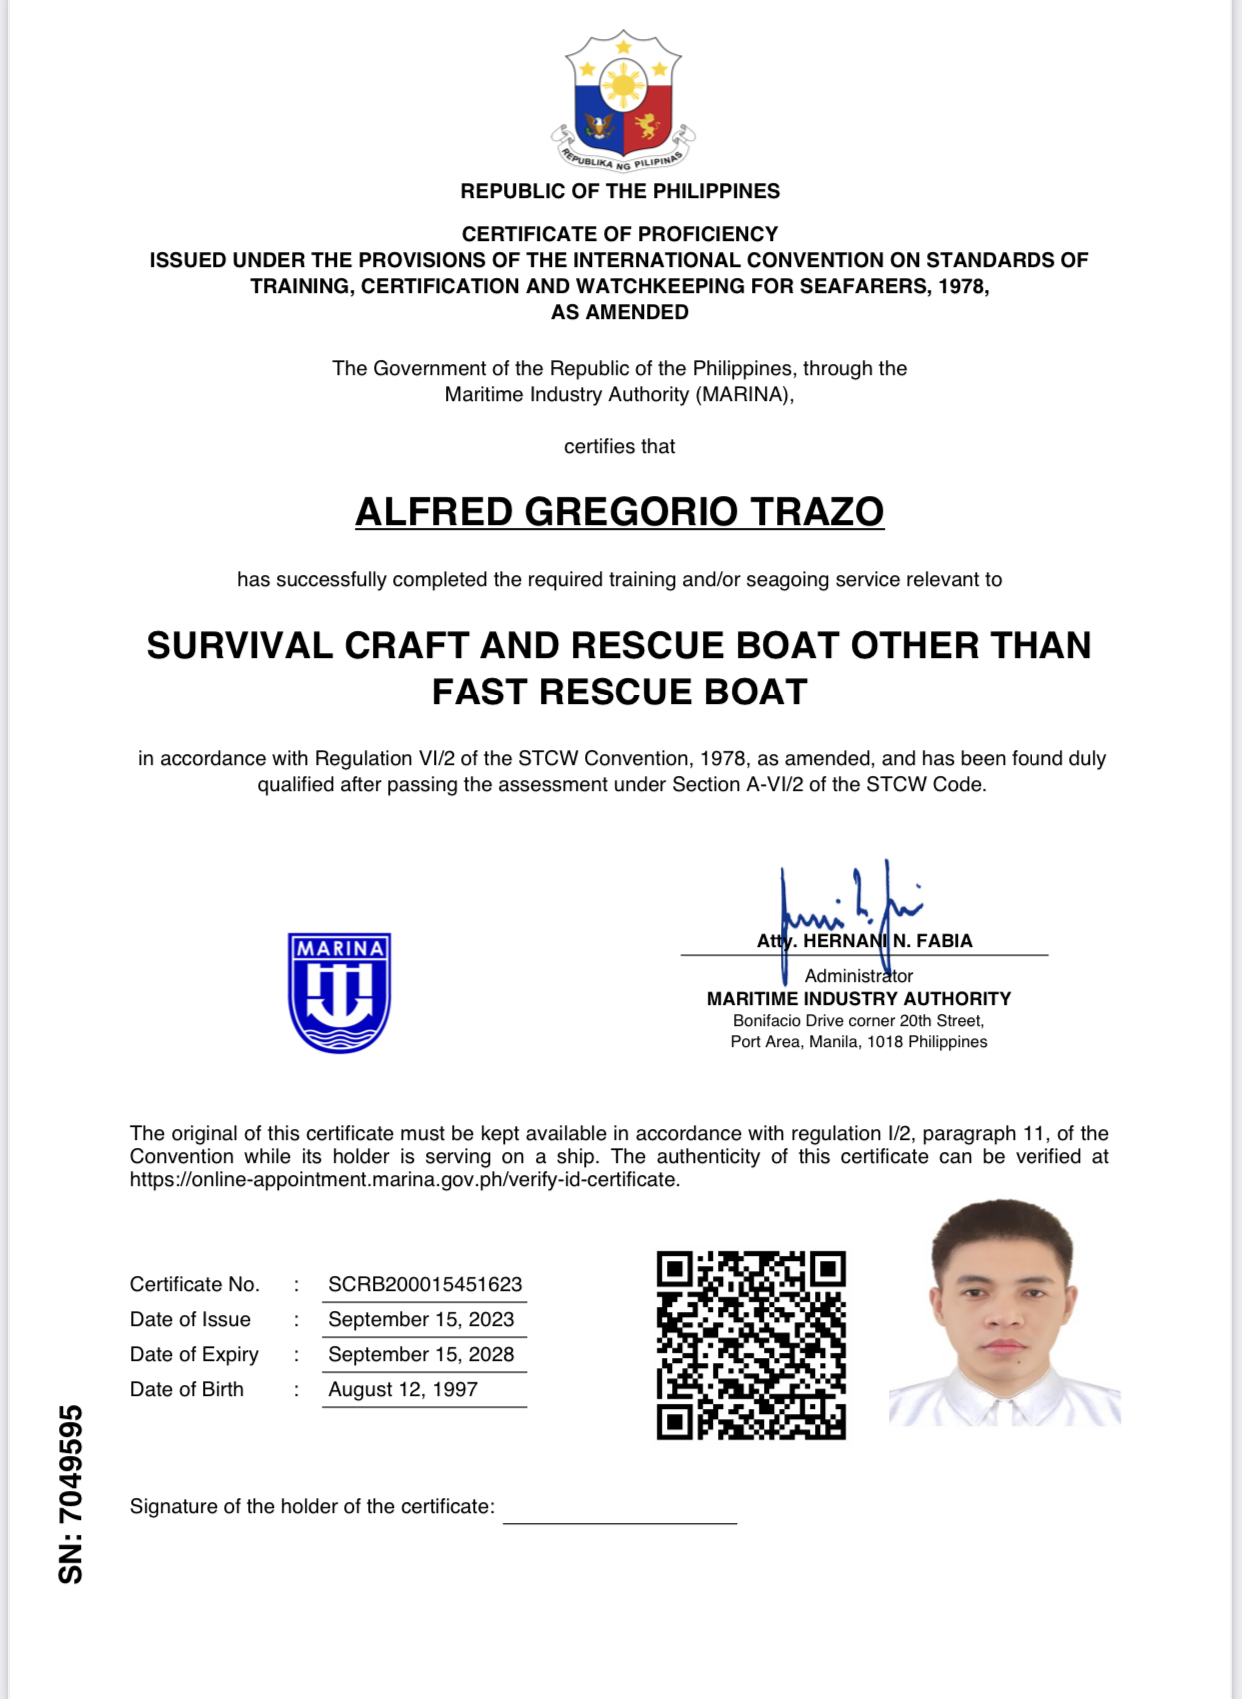 REPUBLIKA NG PILIPINAS
REPUBLIC OF THE PHILIPPINES
CERTIFICATE OF PROFICIENCY
ISSUED UNDER THE PROVISIONS OF THE INTERNATIONAL CONVENTION ON STANDARDS OF
TRAINING, CERTIFICATION AND WATCHKEEPING FOR SEAFARERS, 1978,
AS AMENDED
The Government of the Republic of the Philippines, through the
Maritime Industry Authority (MARINA),
certifies that
ALFRED GREGORIO TRAZO
has successfully completed the required training and/or seagoing service relevant to
SURVIVAL CRAFT AND RESCUE BOAT OTHER THAN
FAST RESCUE BOAT
in accordance with Regulation VI/2 of the STCW Convention, 1978, as amended, and has been found duly
qualified after passing the assessment under Section A-VI/2 of the STCW Code.
MARINA
Atty. HERNANI N. FABIA
Administrator
MARITIME INDUSTRY AUTHORITY
Bonifacio Drive corner 20th Street,
Port Area, Manila, 1018 Philippines
The original of this certificate must be kept available in accordance with regulation I/2, paragraph 11, of the
Convention while its holder is serving on a ship. The authenticity of this certificate can be verified at
https://online-appointment.marina.gov.ph/verify-id-certificate.
Certificate No. : SCRB200015451623
Date of Issue : September 15, 2023
Date of Expiry : September 15, 2028
Date of Birth : August 12, 1997
Signature of the holder of the certificate:
SN: 7049595